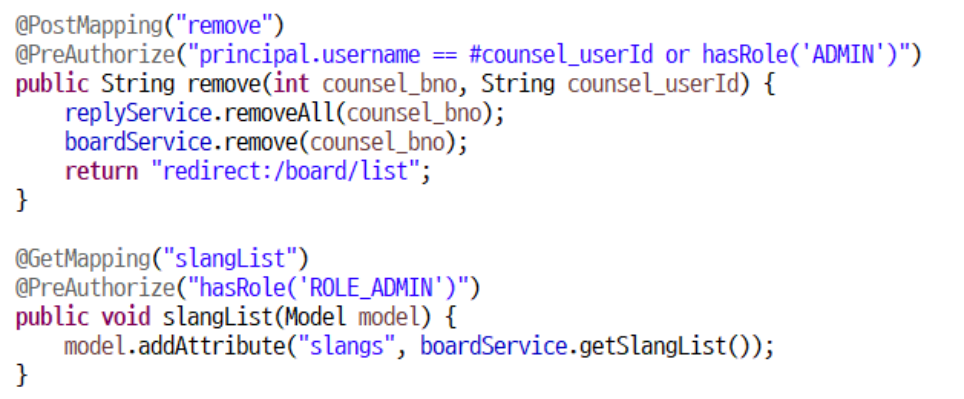 @PostMapping("remove")
@PreAuthorize("principal.username == #counsel_userId or hasRole('ADMIN')")
public String remove(int counsel_bno, String counsel_userId) {
    replyService.removeAll(counsel_bno);
    boardService.remove(counsel_bno);
    return "redirect:/board/list";
}

@GetMapping("slangList")
@PreAuthorize("hasRole('ROLE_ADMIN')")
public void slangList(Model model) {
    model.addAttribute("slangs", boardService.getSlangList());
}